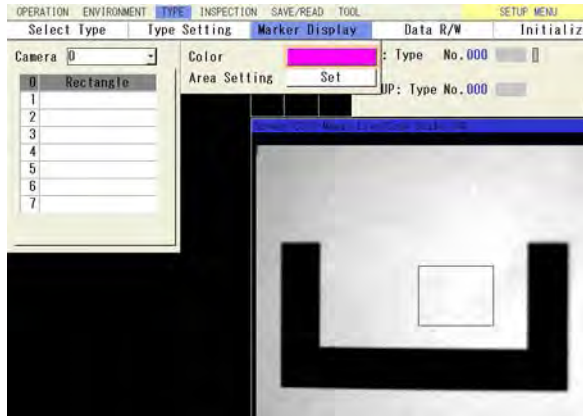 OPERATION ENVIRONMENT TYPE INSPECTION SAVE/READ TOOL SETUP MENU
Select Type Type Setting Marker Display Data R/W Initializ
Camera 0
Color
: Type No.000
0 Rectangle
Area Setting Set
UP: Type No.000
1
2
3
4
5
6
7